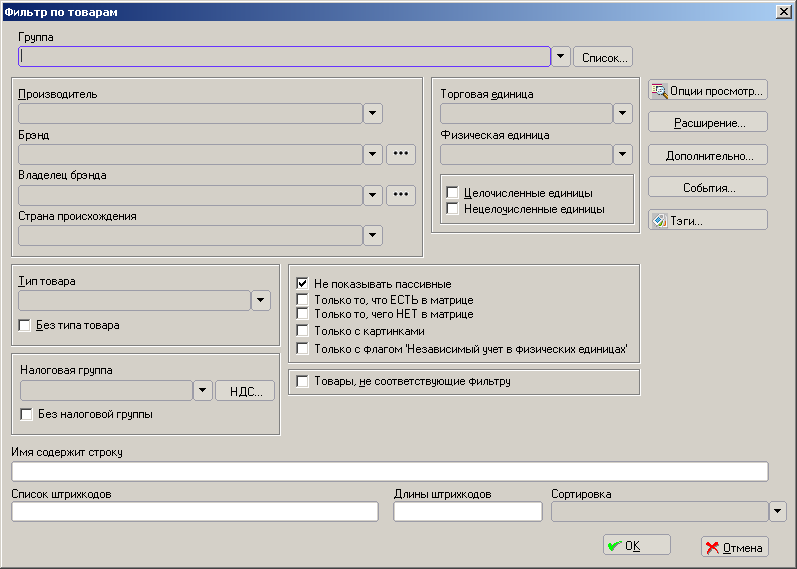 Фильтр по товарам
Группа
Список...
Производитель
Торговая единица
Опции просмотр...
Брэнд
Физическая единица
Расширение...
Владелец брэнда
Дополнительно...
Целочисленные единицы
События...
Нецелочисленные единицы
Страна происхождения
Тэги...
Тип товара
Не показывать пассивные
Только то, что ЕСТЬ в матрице
Только то, чего НЕТ в матрице
Без типа товара
Только с картинками
Только с флагом 'Независимый учет в физических единицах'
Налоговая группа
НДС...
Товары, не соответствующие фильтру
Без налоговой группы
Имя содержит строку
Список штрихкодов
Длины штрихкодов
Сортировка
OK
Отмена